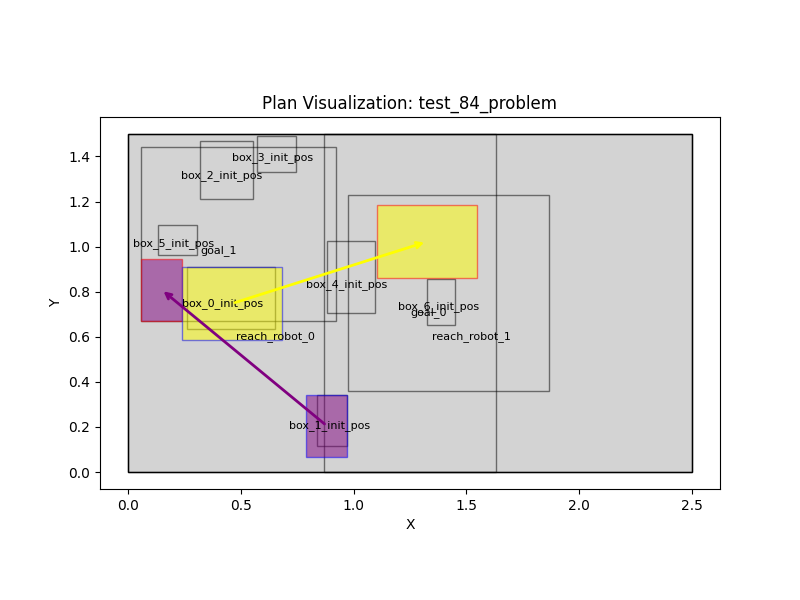 Plan Visualization: test_84_problem
Y
1.4
1.2
1.0
0.8
0.6
0.4
0.2
0.0
box_3_init_pos
box_2_init_pos
box_5_init_pos
goal_1
box_4_init_pos
box_0_init_pos
box_6_init_pos
goal_0
reach_robot_0
reach_robot_1
box_1_init_pos
0.0
0.5
1.0
1.5
2.0
2.5
X